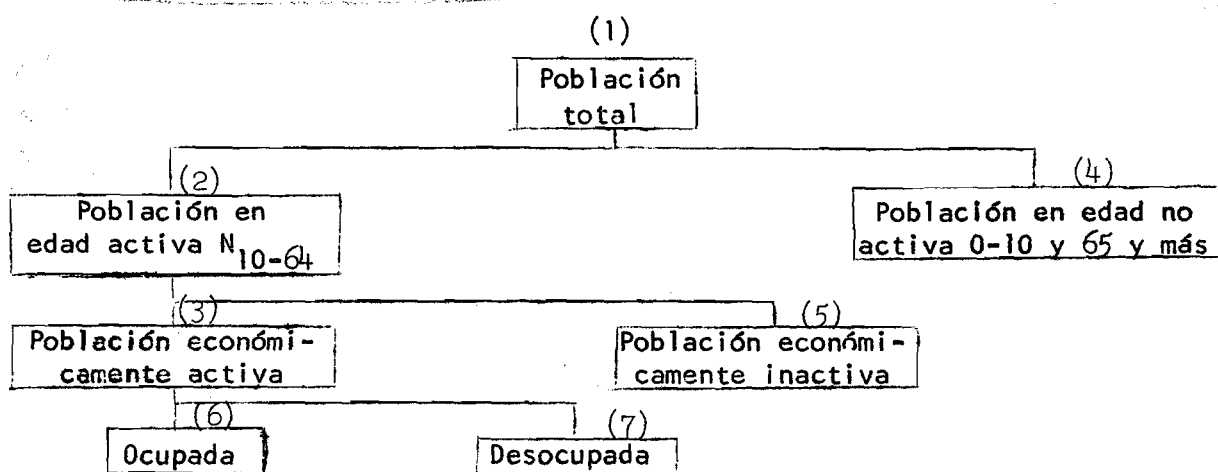 (1)
Población
total
(2)
Población en
edad activa N10-64
(4)
Población en edad no
activa 0-10 y 65 y más
(3)
Población económi-
camente activa
(5)
Población económi-
camente inactiva
(6)
Ocupada
(7)
Desocupada